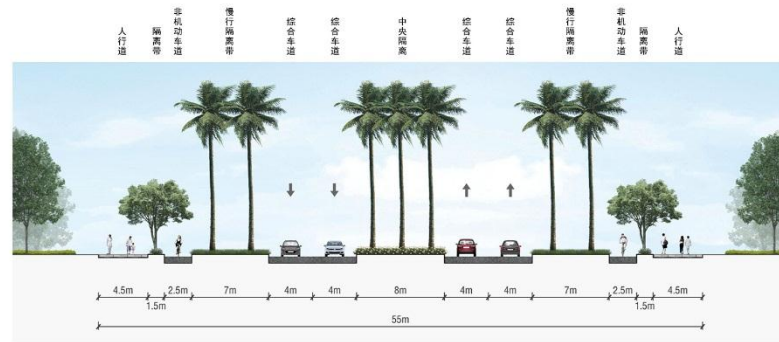 人行道
隔离带
非机动车道
慢行隔离带
综合车道
综合车道
中央隔离
综合车道
综合车道
慢行隔离带
非机动车道
隔离带
人行道
4.5m
1.5m
2.5m
7m
4m
4m
8m
4m
4m
7m
2.5m
1.5m
4.5m
55m